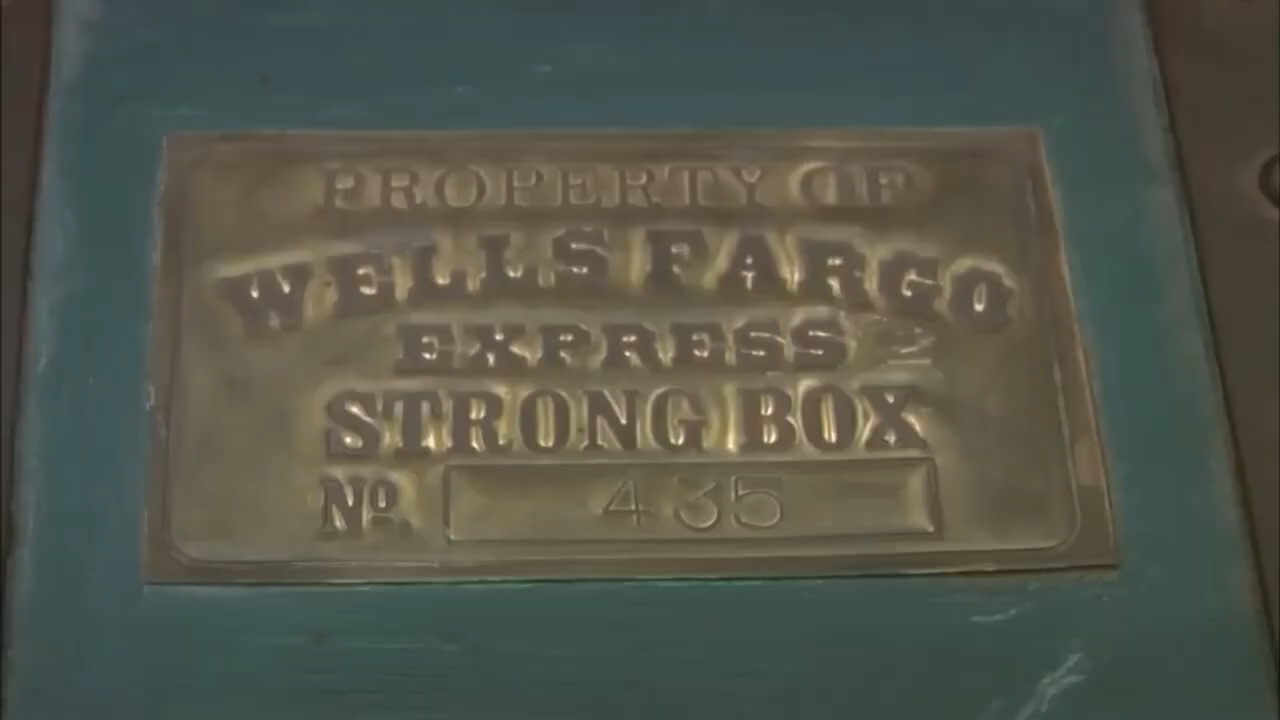 PROPERTY OF
WELLS FARGO
EXPRESS
STRONG BOX
No 435